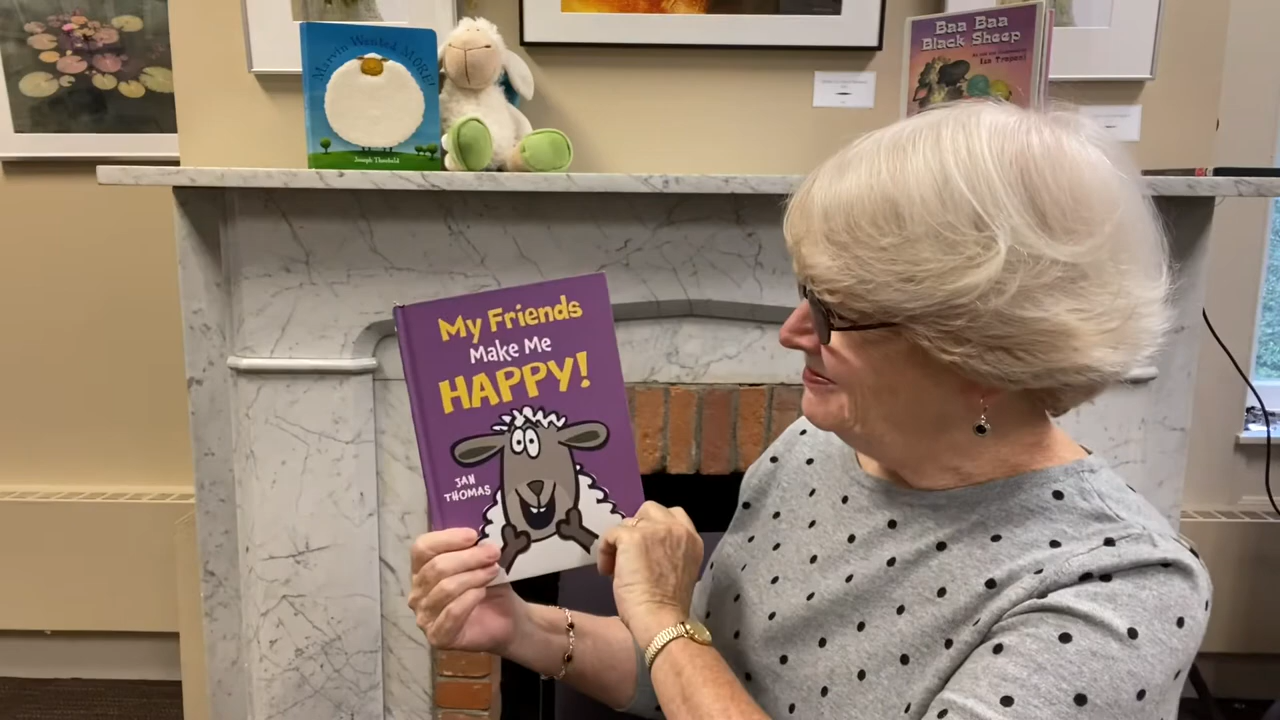 Marvin Wanted MORE!
Joseph Theobald
Baa Baa
Black Sheep
Iza Trapani
My Friends
Make Me
HAPPY!
JAN
THOMAS